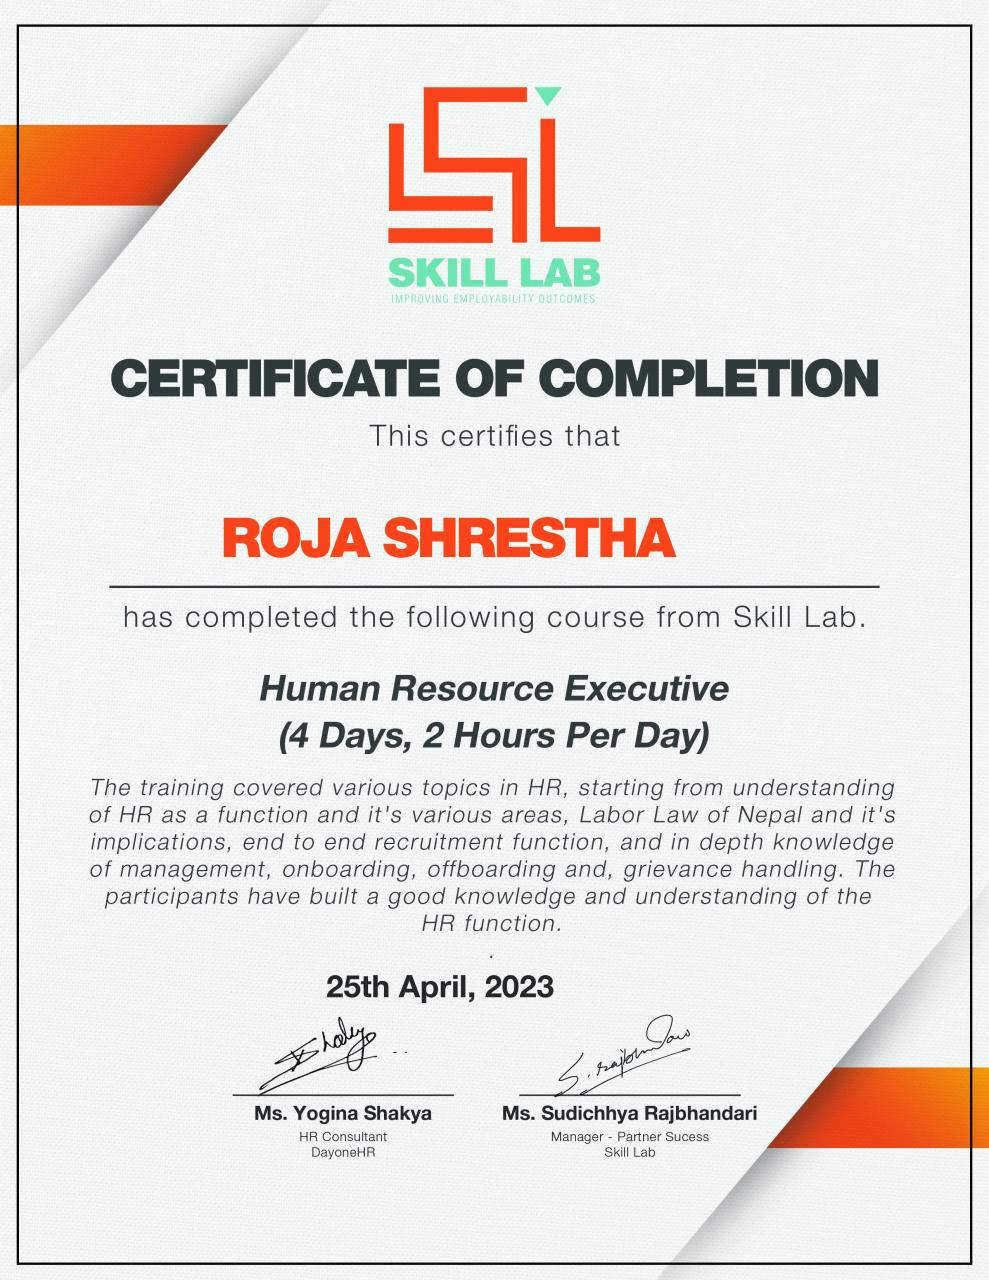 SKILL LAB
IMPROVING EMPLOYABILITY OUTCOMES
CERTIFICATE OF COMPLETION
This certifies that
ROJA SHRESTHA
has completed the following course from Skill Lab.
Human Resource Executive
(4 Days, 2 Hours Per Day)
The training covered various topics in HR, starting from understanding
of HR as a function and it's various areas, Labor Law of Nepal and it's
implications, end to end recruitment function, and in depth knowledge
of management, onboarding, offboarding and, grievance handling. The
participants have built a good knowledge and understanding of the
HR function.
.
25th April, 2023
S. rajbhandari
Ms. Yogina Shakya
Ms. Sudichhya Rajbhandari
HR Consultant
Manager - Partner Sucess
DayoneHR
Skill Lab